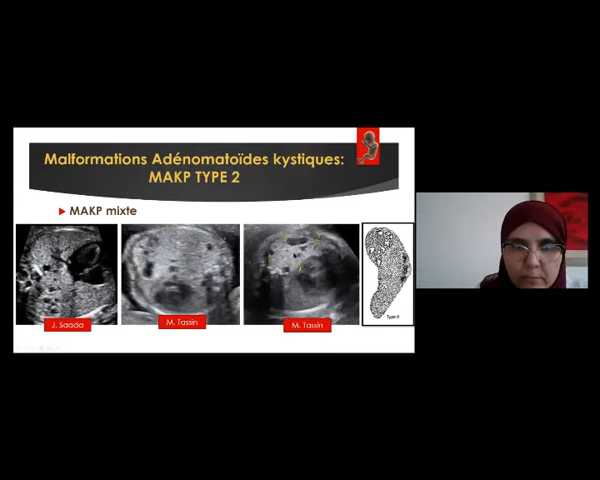 Malformations Adénomatoïdes kystiques:
MAKP TYPE 2
MAKP mixte
J. Saada
M. Tassin
M. Tassin
Type II